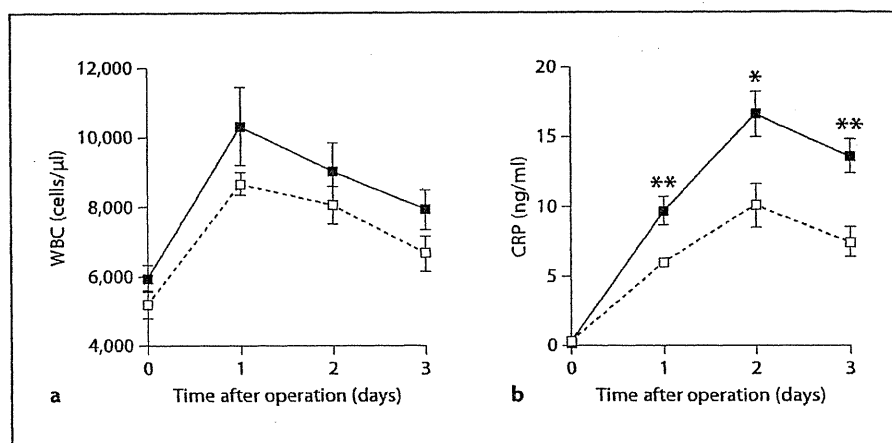 12,000
10,000
8,000
6,000
4,000
WBC (cells/µl)
0 1 2 3
Time after operation (days)
a
20
15
10
5
0
CRP (ng/ml)
** * **
0 1 2 3
Time after operation (days)
b